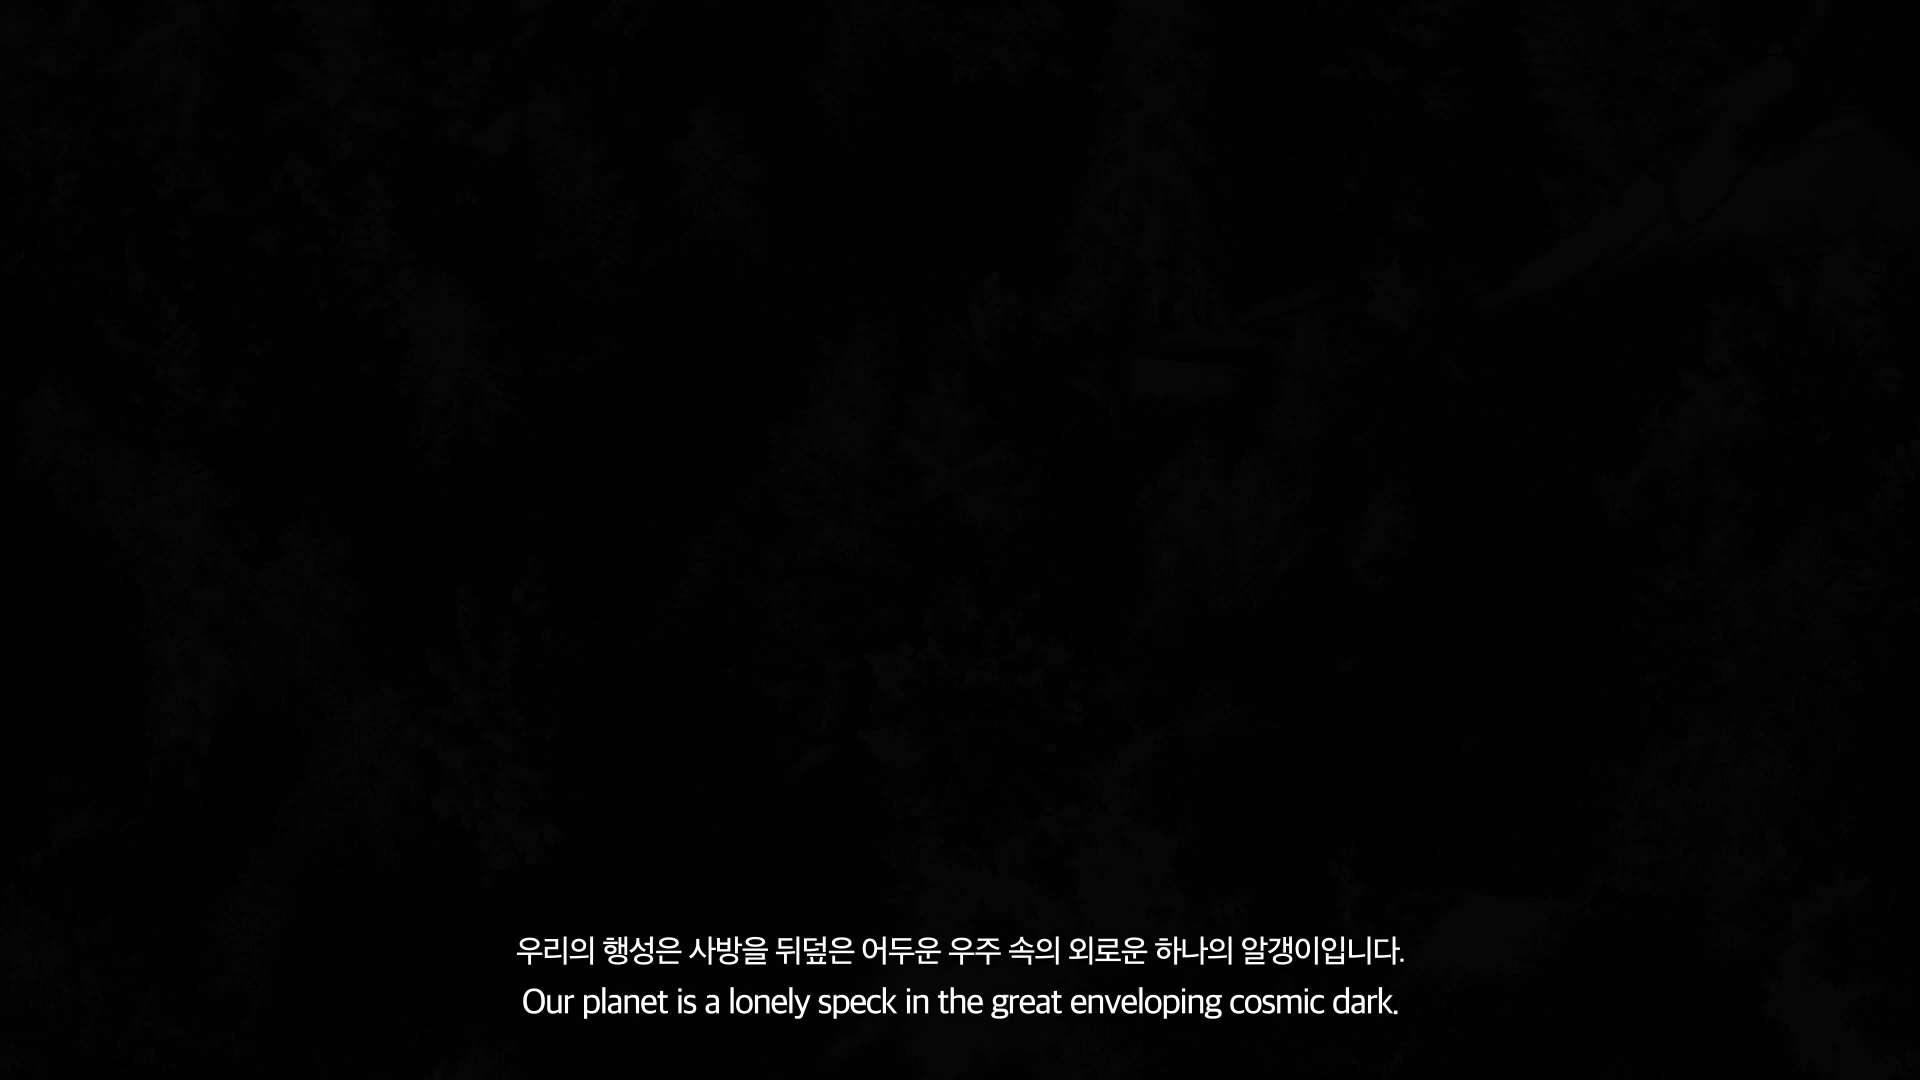 우리의 행성은 사방을 뒤덮은 어두운 우주 속의 외로운 하나의 알갱이입니다.
Our planet is a lonely speck in the great enveloping cosmic dark.